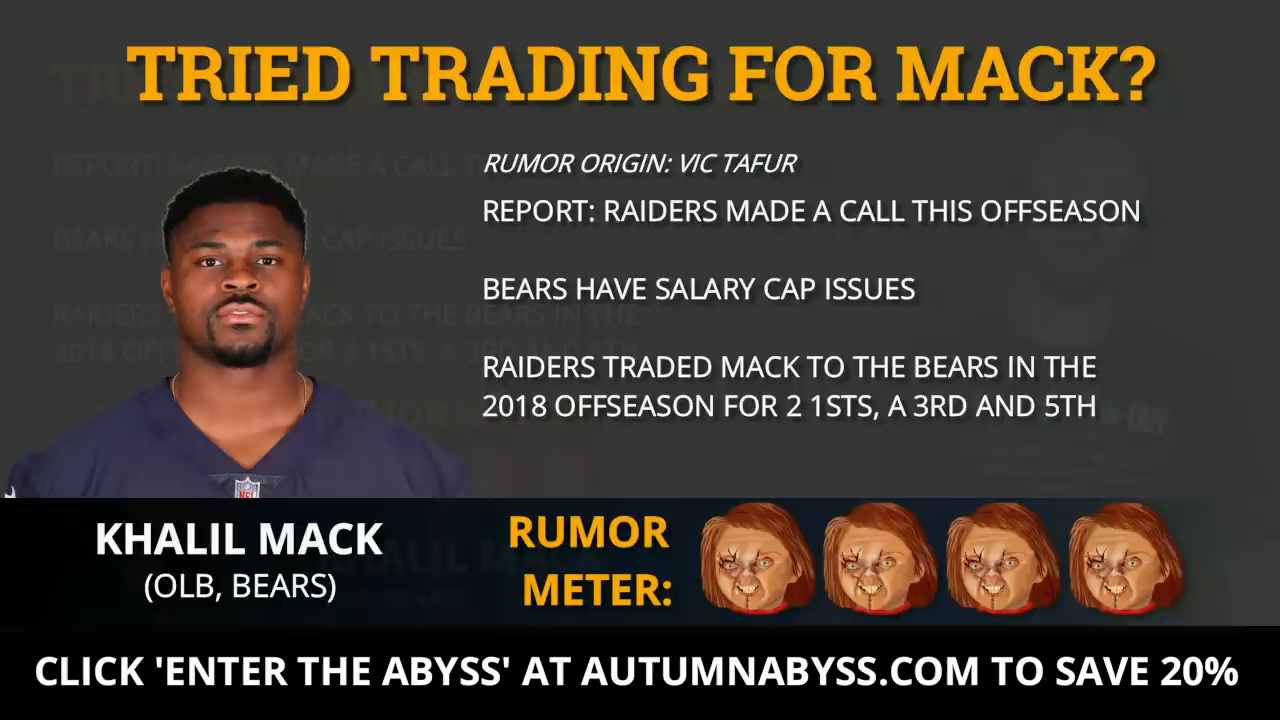 TRIED TRADING FOR MACK?
RUMOR ORIGIN: VIC TAFUR
REPORT: RAIDERS MADE A CALL THIS OFFSEASON
BEARS HAVE SALARY CAP ISSUES
RAIDERS TRADED MACK TO THE BEARS IN THE
2018 OFFSEASON FOR 2 1STS, A 3RD AND 5TH
NFL
KHALIL MACK
(OLB, BEARS)
RUMOR
METER:
CLICK 'ENTER THE ABYSS' AT AUTUMNABYSS.COM TO SAVE 20%